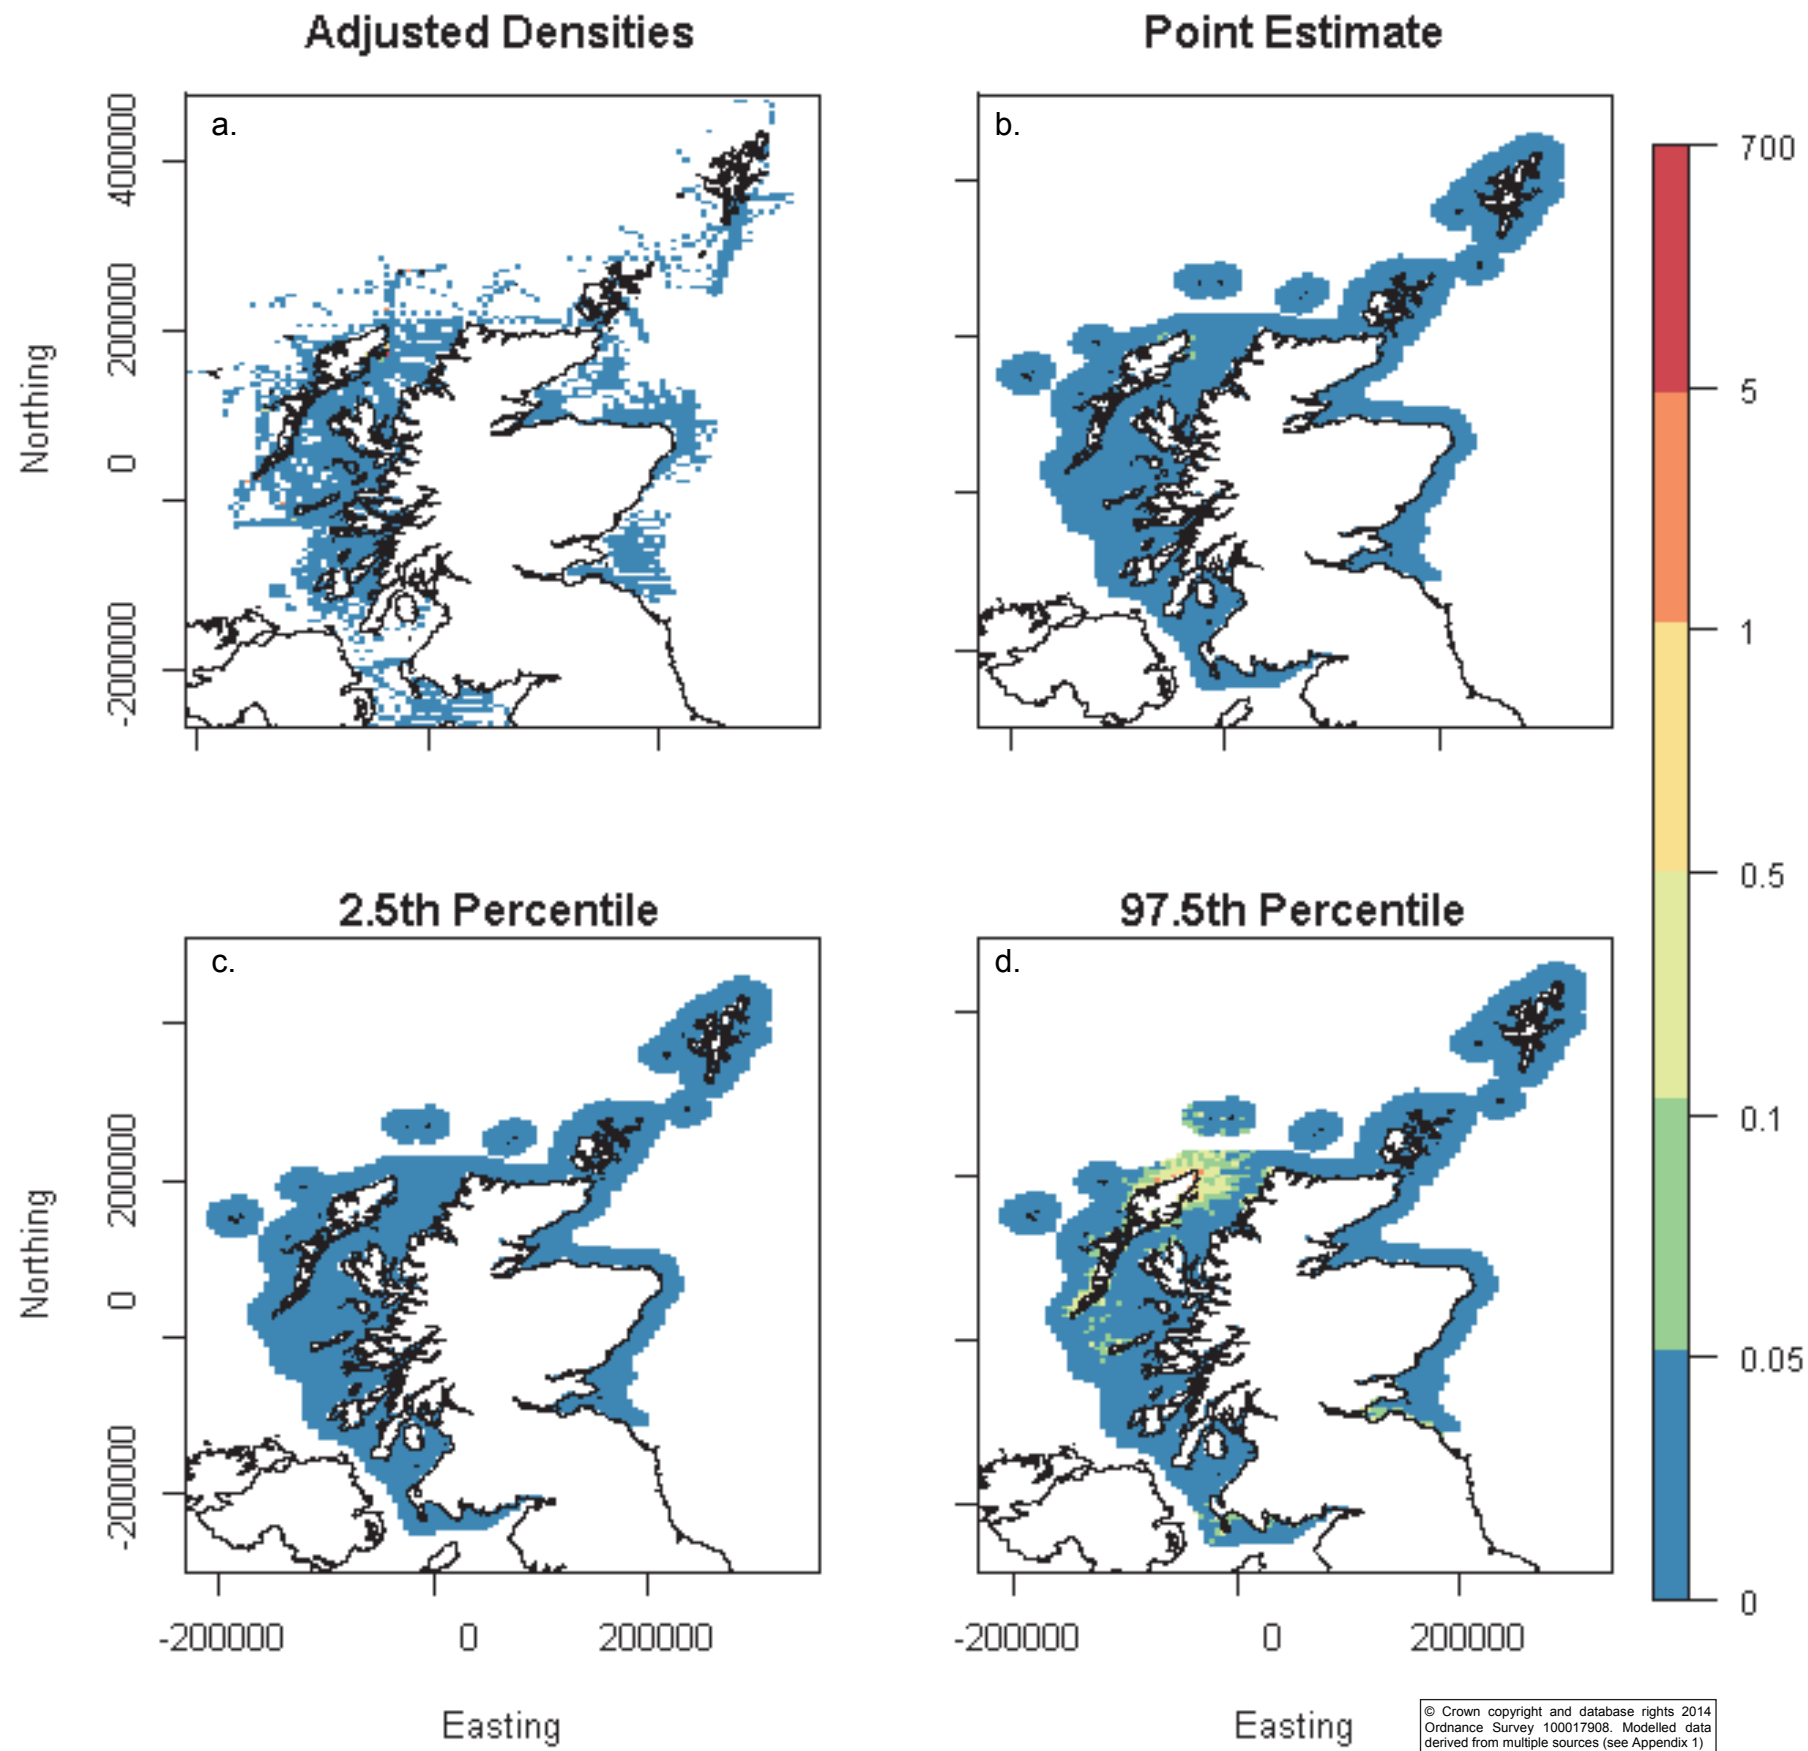 Adjusted Densities
Point Estimate
a.
b.
400000
200000
0
-200000
Northing
700
5
1
0.5
0.1
0.05
0
2.5th Percentile
97.5th Percentile
c.
d.
200000
0
-200000
Northing
-200000 0 200000
-200000 0 200000
Easting
Easting
© Crown copyright and database rights 2014
Ordnance Survey 100017908. Modelled data
derived from multiple sources (see Appendix 1)